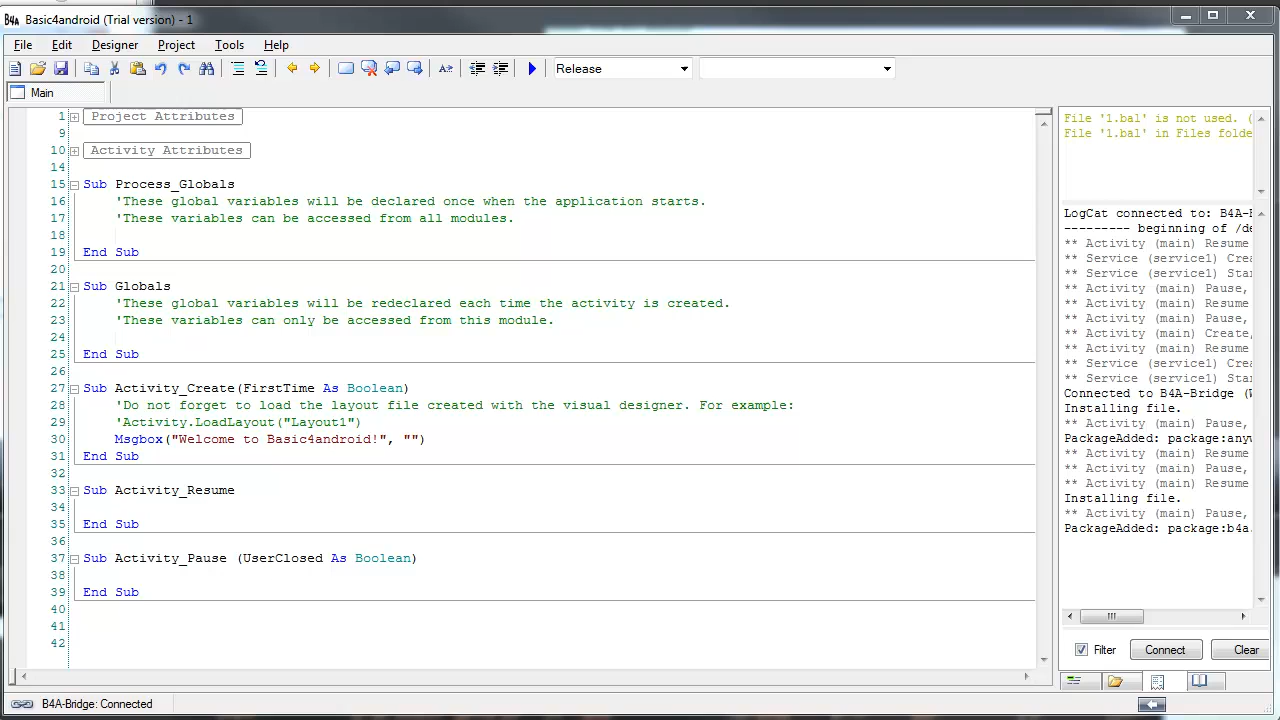 B4A Basic4android (Trial version) - 1
File Edit Designer Project Tools Help
Release
Main
1 Project Attributes
9
10 Activity Attributes
14
15 Sub Process_Globals
16 'These global variables will be declared once when the application starts.
17 'These variables can be accessed from all modules.
18
19 End Sub
20
21 Sub Globals
22 'These global variables will be redeclared each time the activity is created.
23 'These variables can only be accessed from this module.
24
25 End Sub
26
27 Sub Activity_Create(FirstTime As Boolean)
28 'Do not forget to load the layout file created with the visual designer. For example:
29 'Activity.LoadLayout("Layout1")
30 Msgbox("Welcome to Basic4android!", "")
31 End Sub
32
33 Sub Activity_Resume
34
35 End Sub
36
37 Sub Activity_Pause (UserClosed As Boolean)
38
39 End Sub
40
41
42
File '1.bal' is not used. (
File '1.bal' in Files folde
LogCat connected to: B4A-B
--------- beginning of /de
** Activity (main) Resume
** Service (service1) Crea
** Service (service1) Star
** Activity (main) Pause,
** Activity (main) Resume
** Activity (main) Pause,
** Activity (main) Create,
** Activity (main) Resume
** Service (service1) Crea
** Service (service1) Star
Connected to B4A-Bridge (W
Installing file.
** Activity (main) Pause,
PackageAdded: package:anyw
** Activity (main) Resume
** Activity (main) Pause,
** Activity (main) Resume
Installing file.
** Activity (main) Pause,
PackageAdded: package:b4a.
Filter Connect Clear
B4A-Bridge: Connected